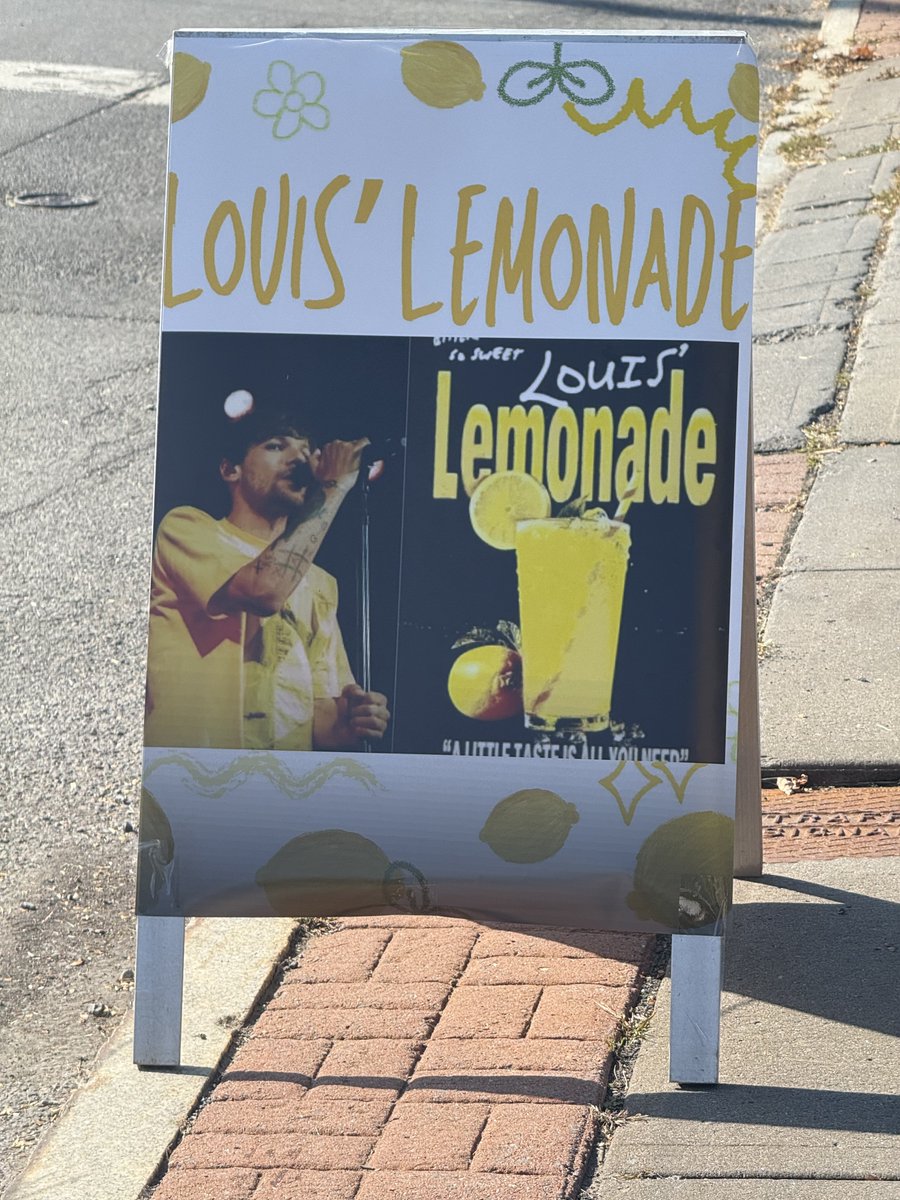 LOUIS' LEMONADE
SO SWEET
LOUIS'
Lemonade
"A LITTLE TASTE IS ALL YOU NEED"